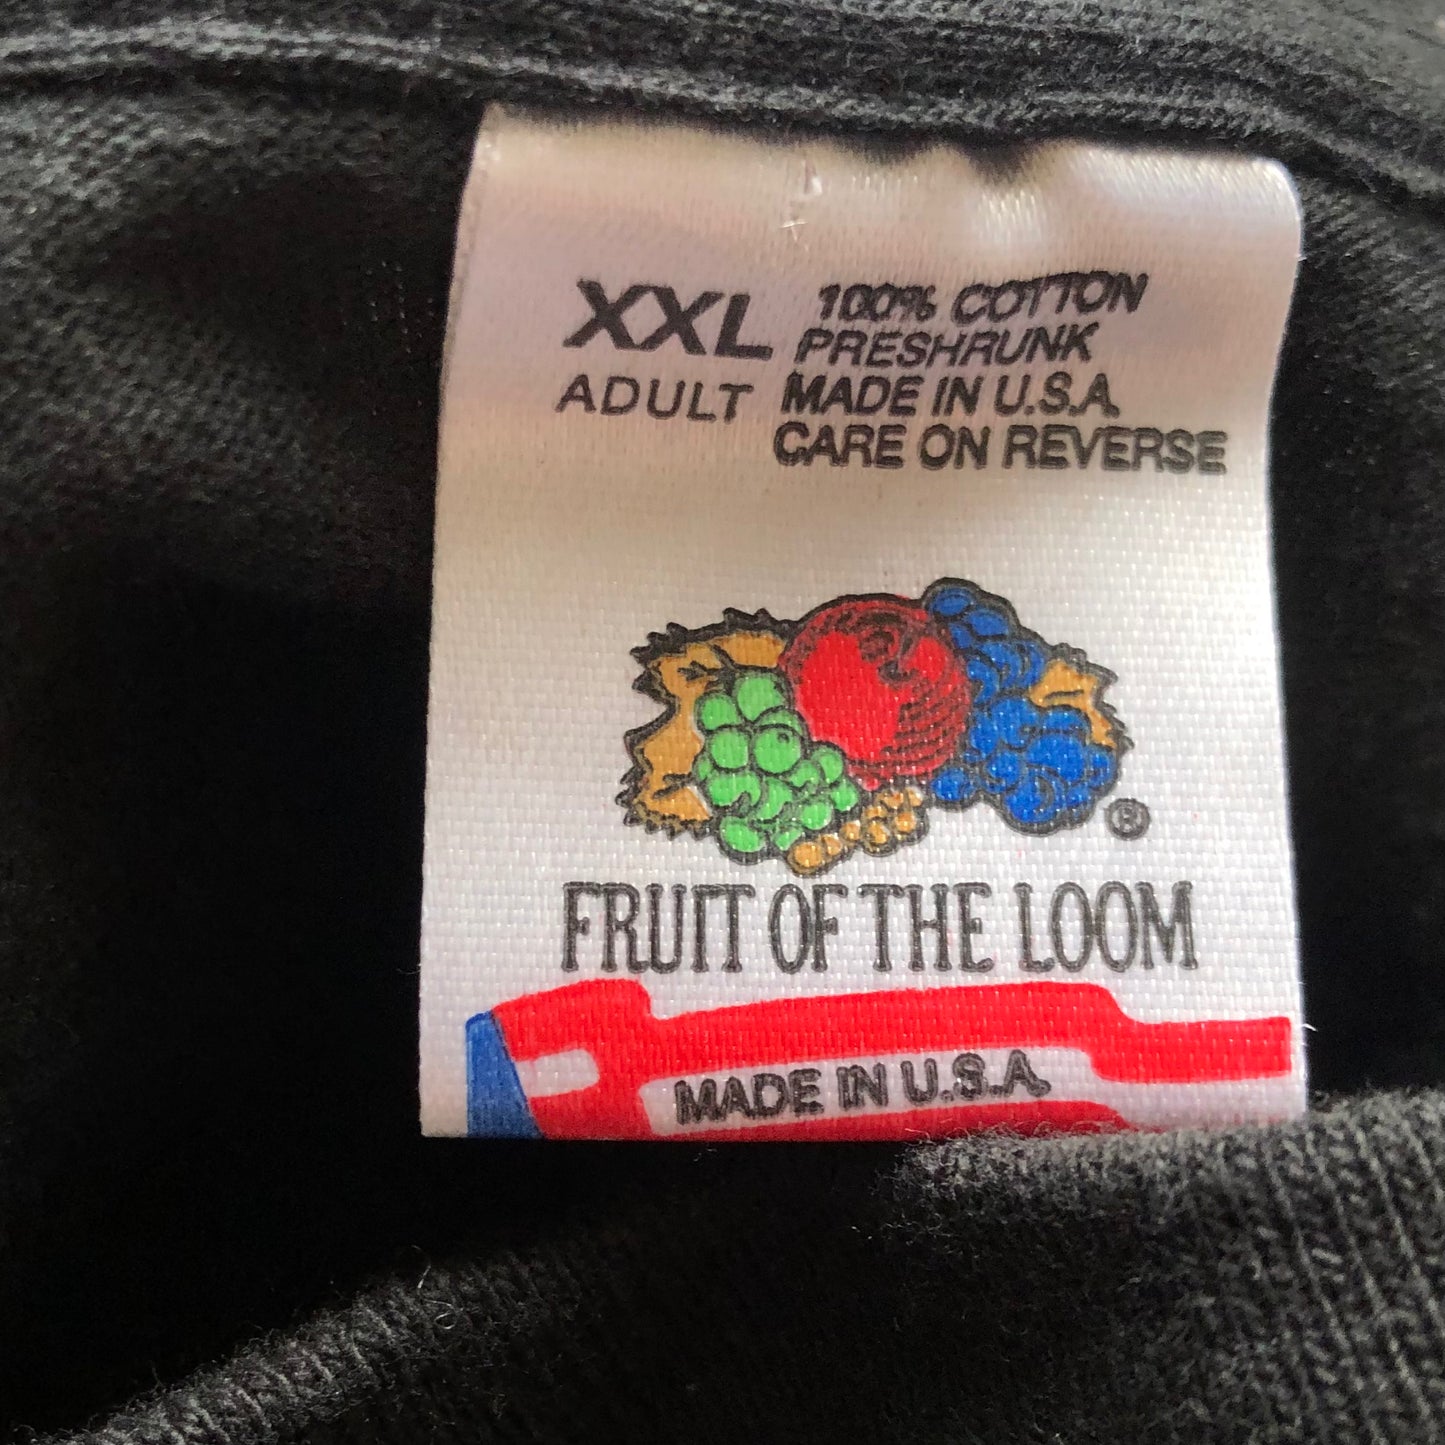 XXL
ADULT
100% COTTON
PRESHRUNK
MADE IN U.S.A.
CARE ON REVERSE
®
FRUIT OF THE LOOM
MADE IN U.S.A.